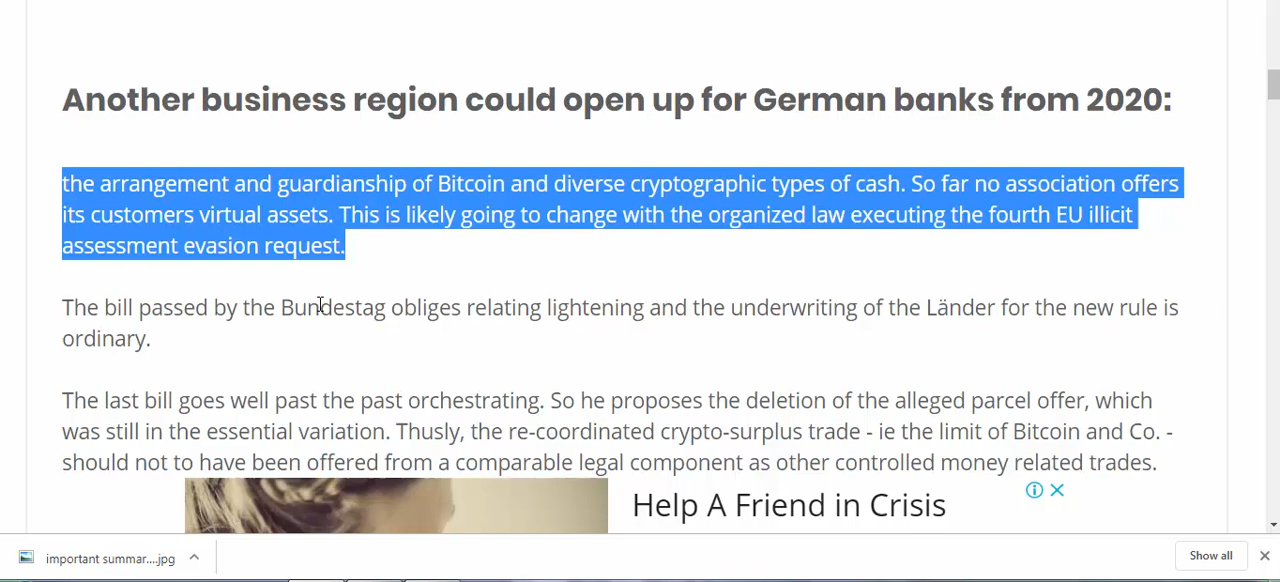 Another business region could open up for German banks from 2020:
the arrangement and guardianship of Bitcoin and diverse cryptographic types of cash. So far no association offers
its customers virtual assets. This is likely going to change with the organized law executing the fourth EU illicit
assessment evasion request.
The bill passed by the Bundestag obliges relating lightening and the underwriting of the Länder for the new rule is
ordinary.
The last bill goes well past the past orchestrating. So he proposes the deletion of the alleged parcel offer, which
was still in the essential variation. Thusly, the re-coordinated crypto-surplus trade - ie the limit of Bitcoin and Co. -
should not to have been offered from a comparable legal component as other controlled money related trades.
Help A Friend in Crisis
important summar....jpg
Show all